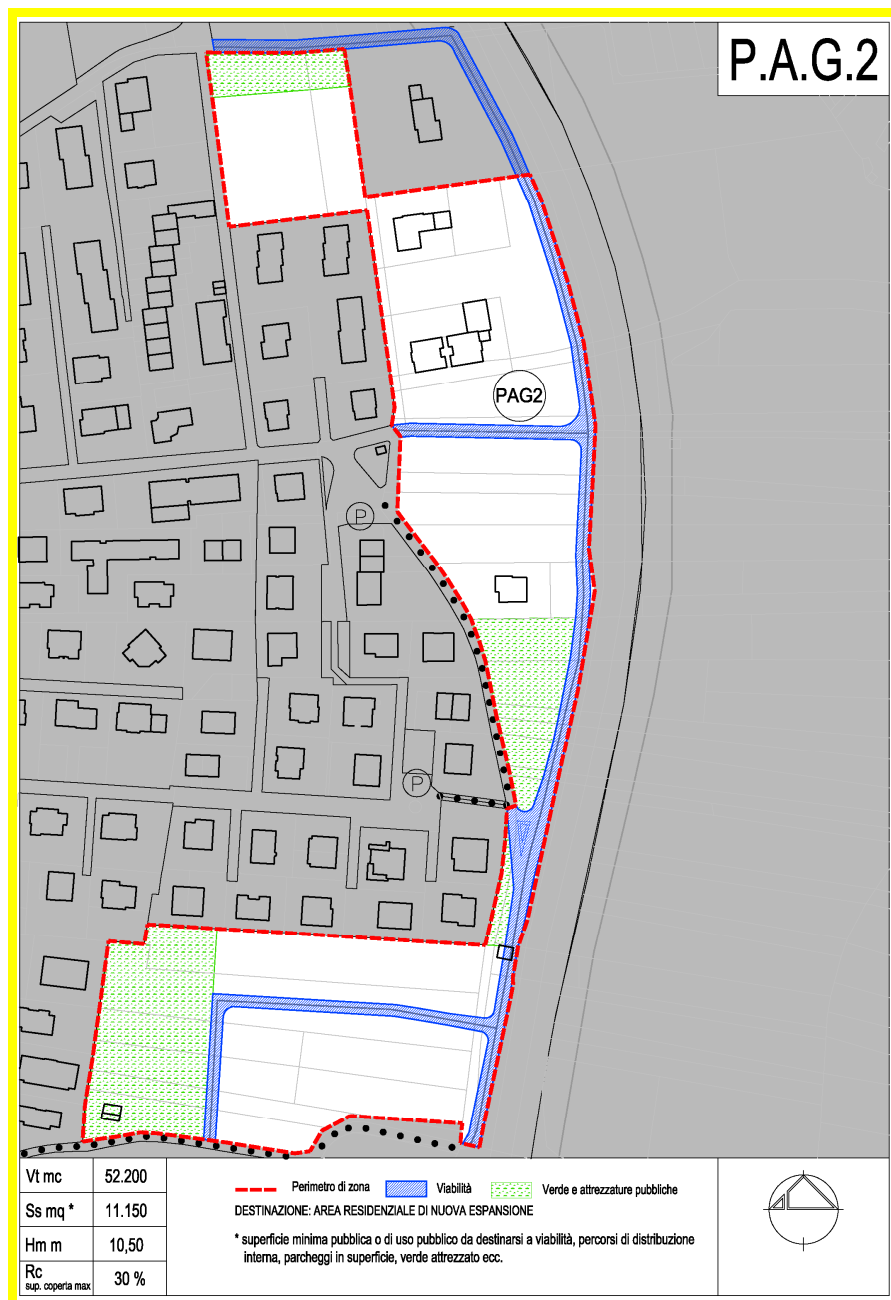 P.A.G.2
PAG2
P
P
Vt mc 52.200
Ss mq * 11.150
Hm m 10,50
Rc 30 %
sup. coperta max
Perimetro di zona Viabilità Verde e attrezzature pubbliche
DESTINAZIONE: AREA RESIDENZIALE DI NUOVA ESPANSIONE
* superficie minima pubblica o di uso pubblico da destinarsi a viabilità, percorsi di distribuzione
interna, parcheggi in superficie, verde attrezzato ecc.